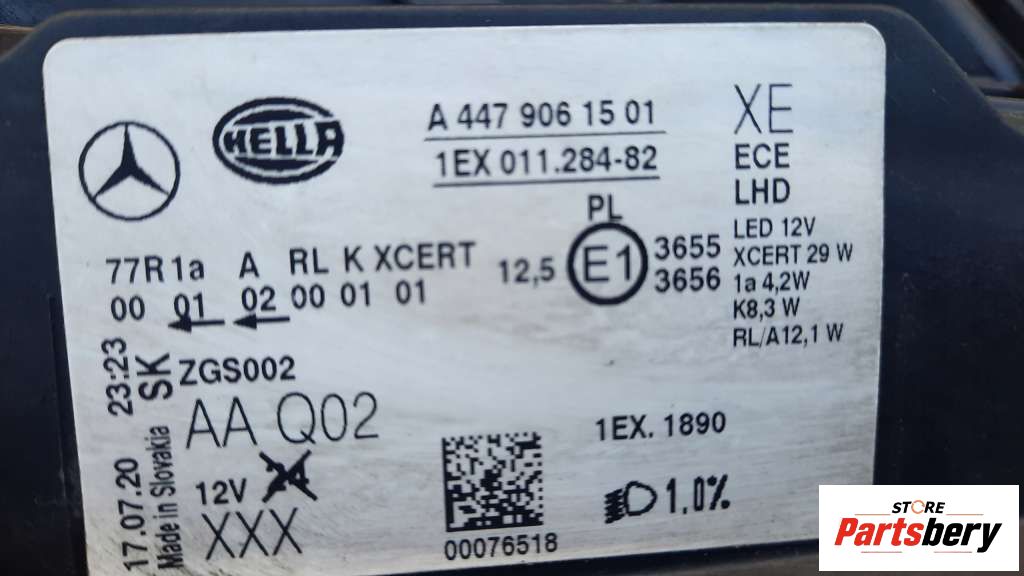 HELLA
A 447 906 15 01
1EX 011.284-82
XE
ECE
LHD
LED 12V
XCERT 29 W
1a 4,2W
K8,3 W
RL/A12,1 W
PL
12,5 E1 3655
3656
77R 1a A RL K XCERT
00 01 02 00 01 01
17.07.20 23:23
Made in Slovakia SK
ZGS002
AA Q02
12V
XXX
00076518
1EX. 1890
1.0%
STORE
Partsbery